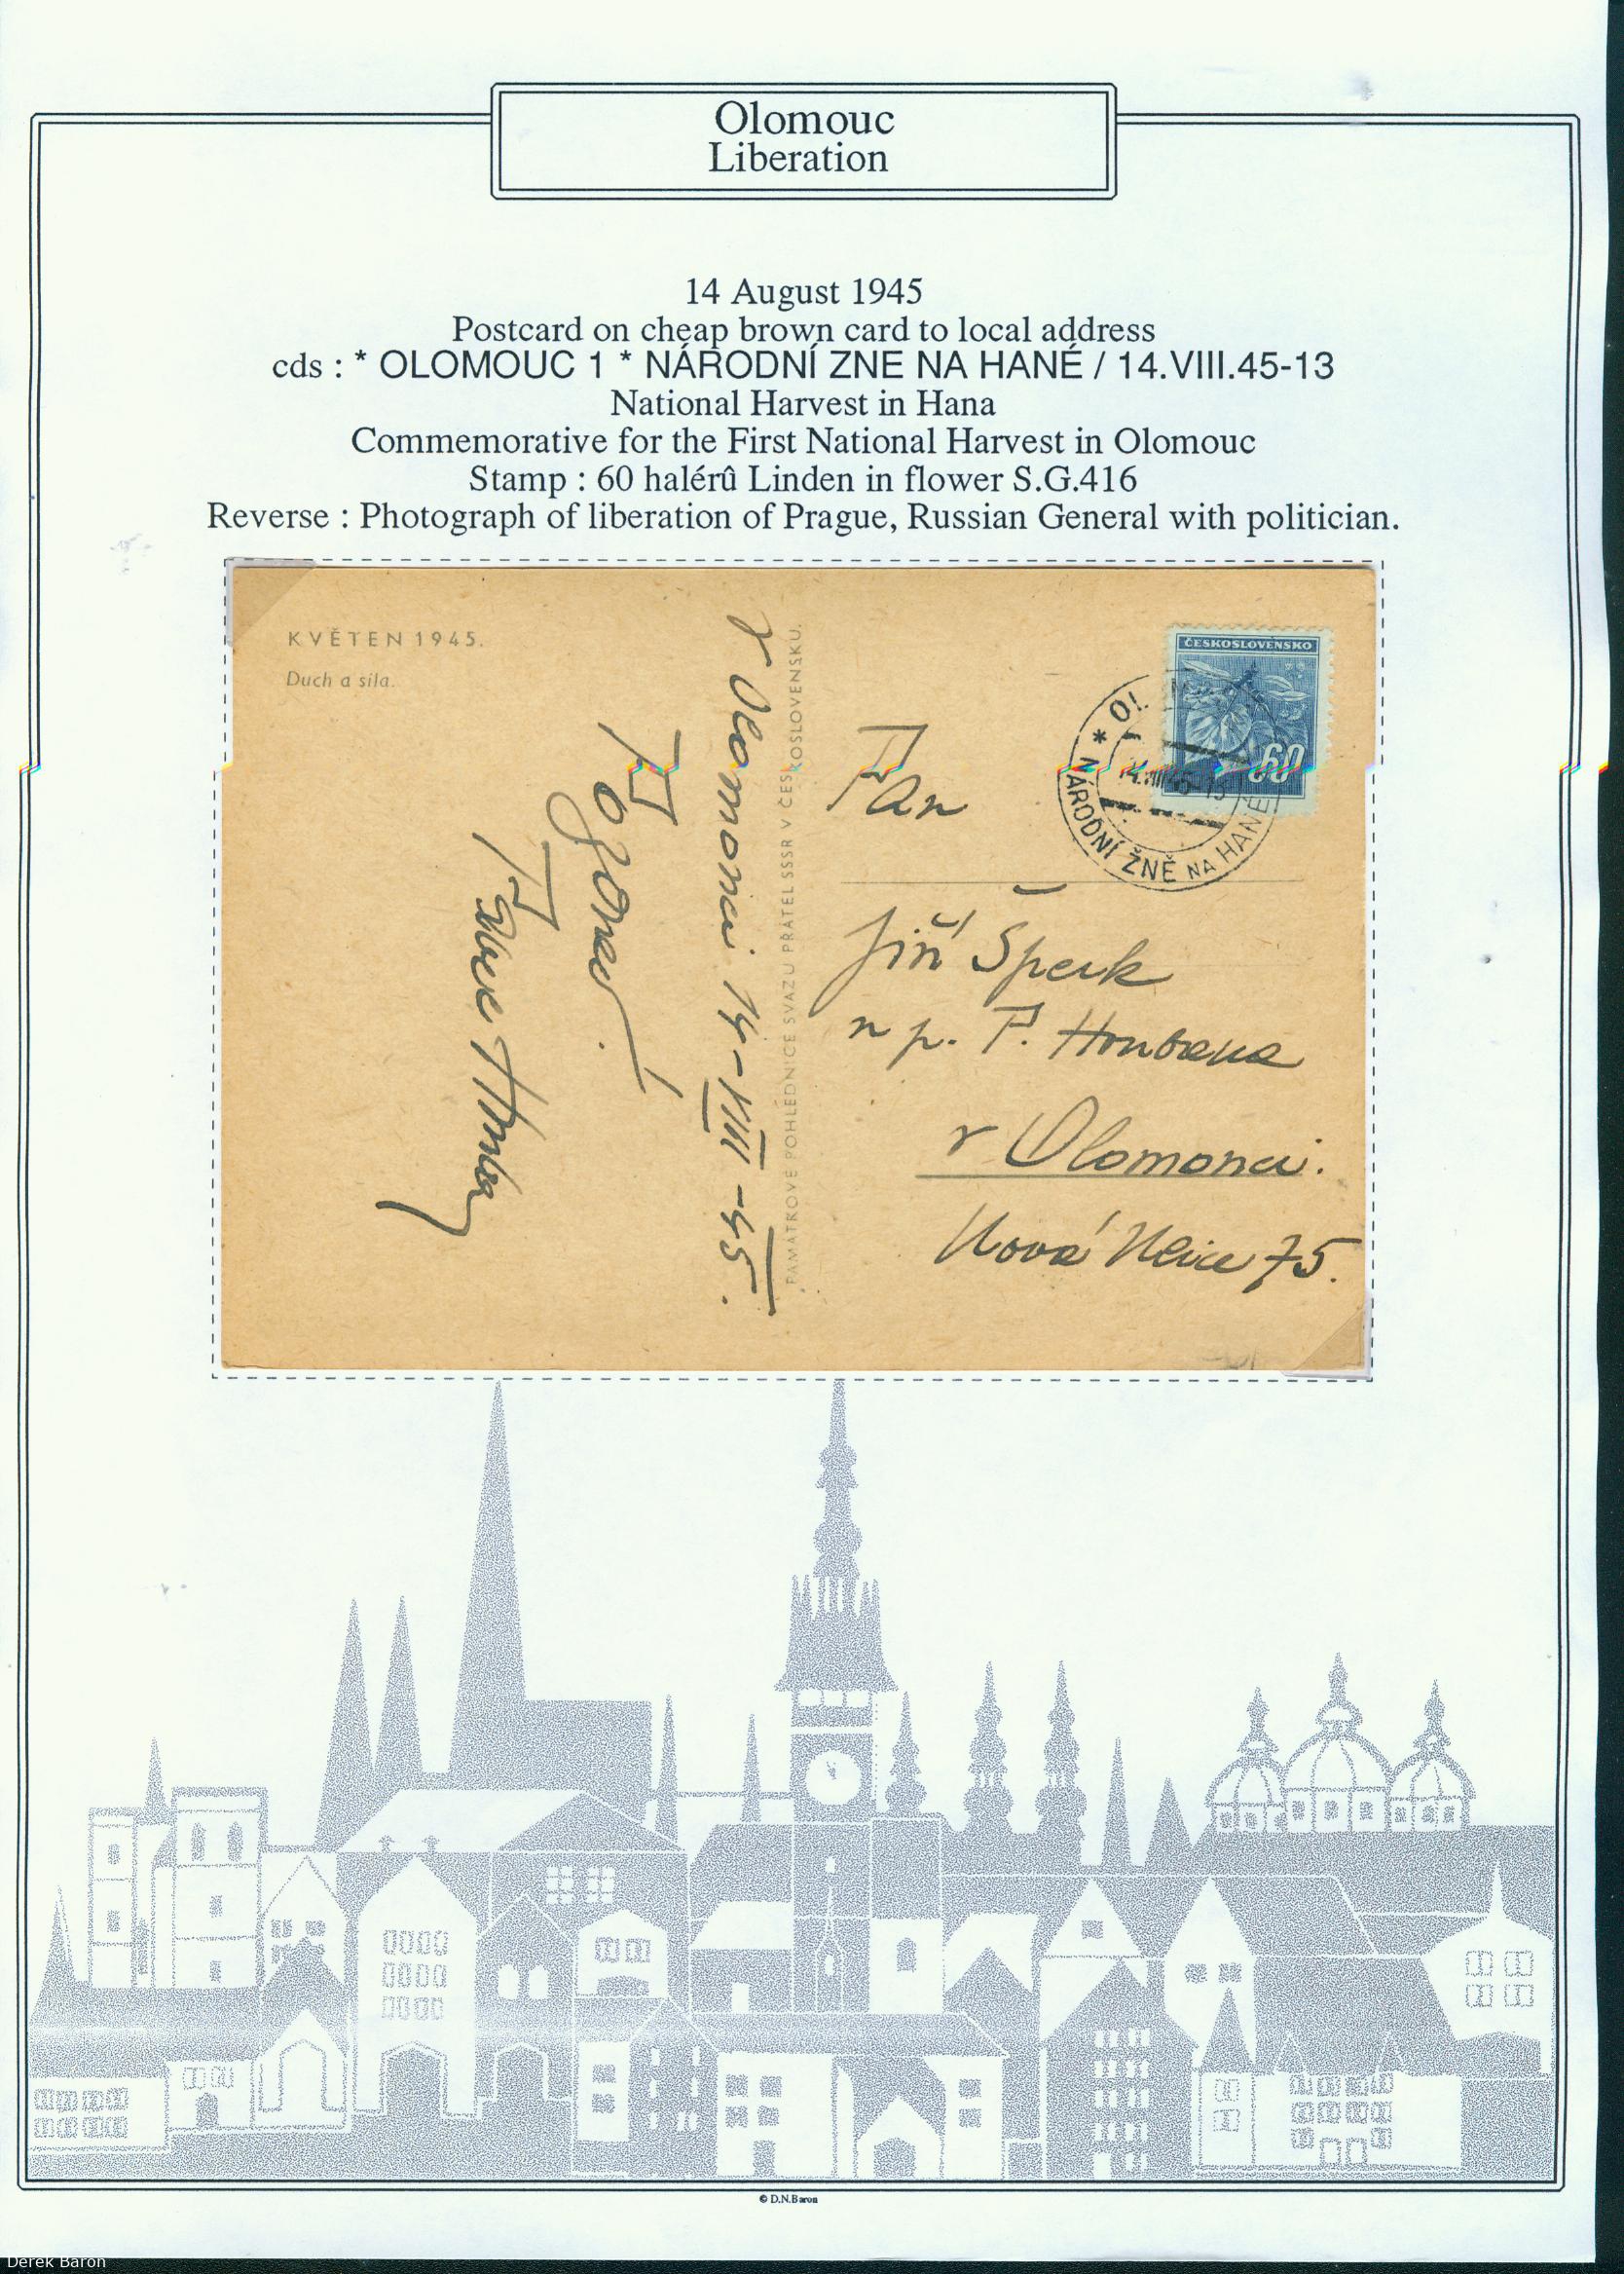 Olomouc
Liberation
14 August 1945
Postcard on cheap brown card to local address
cds : * OLOMOUC 1 * NÁRODNÍ ZNE NA HANÉ / 14.VIII.45-13
National Harvest in Hana
Commemorative for the First National Harvest in Olomouc
Stamp : 60 halérû Linden in flower S.G.416
Reverse : Photograph of liberation of Prague, Russian General with politician.
KVĚTEN 1945.
Duch a síla.
V Olomouci 14-VIII-45.
PAMÁTKOVÉ POHLEDNICE SVAZU PŘÁTEL SSSR V ČESKOSLOVENSKU.
ČESKOSLOVENSKO
60
* NÁRODNÍ ŽNĚ NA HANÉ
14.VIII.45-13
Pan
Jiří
n p. F.
v Olomouci.
Nová Ulice 75.
© D.N.Baron
Derek Baron